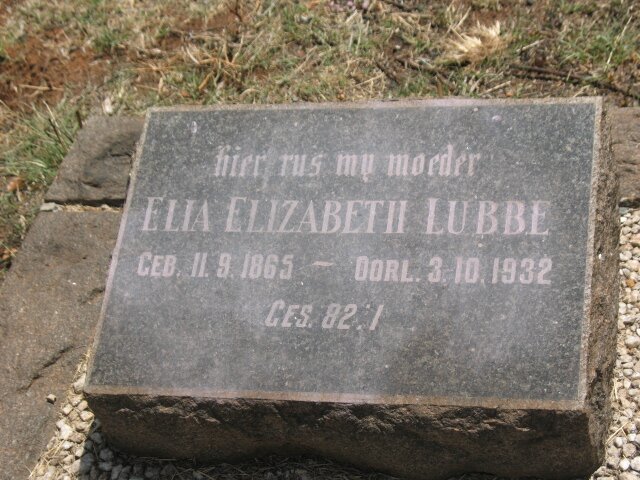 hier rus my moeder
ELIA ELIZABETH LUBBE
GEB. 11.9.1865 – OORL. 3.10.1932
GES. 82.1